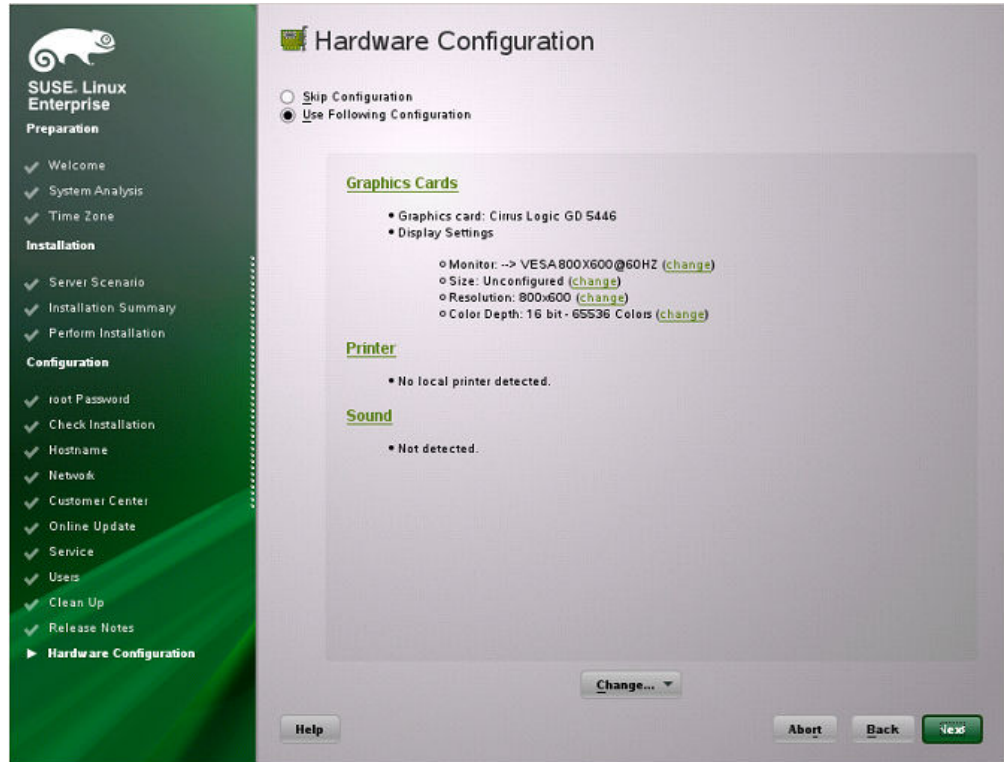 SUSE. Linux
Enterprise
Preparation
Welcome
System Analysis
Time Zone
Installation
Server Scenario
Installation Summary
Perform Installation
Configuration
root Password
Check Installation
Hostname
Network
Customer Center
Online Update
Service
Users
Clean Up
Release Notes
Hardware Configuration
Hardware Configuration
Skip Configuration
Use Following Configuration
Graphics Cards
• Graphics card: Cirrus Logic GD 5446
• Display Settings
Monitor: --> VESA 800X600@60HZ (change)
Size: Unconfigured (change)
Resolution: 800x600 (change)
Color Depth: 16 bit - 65536 Colors (change)
Printer
• No local printer detected.
Sound
• Not detected.
Change...
Help
Abort
Back
Next